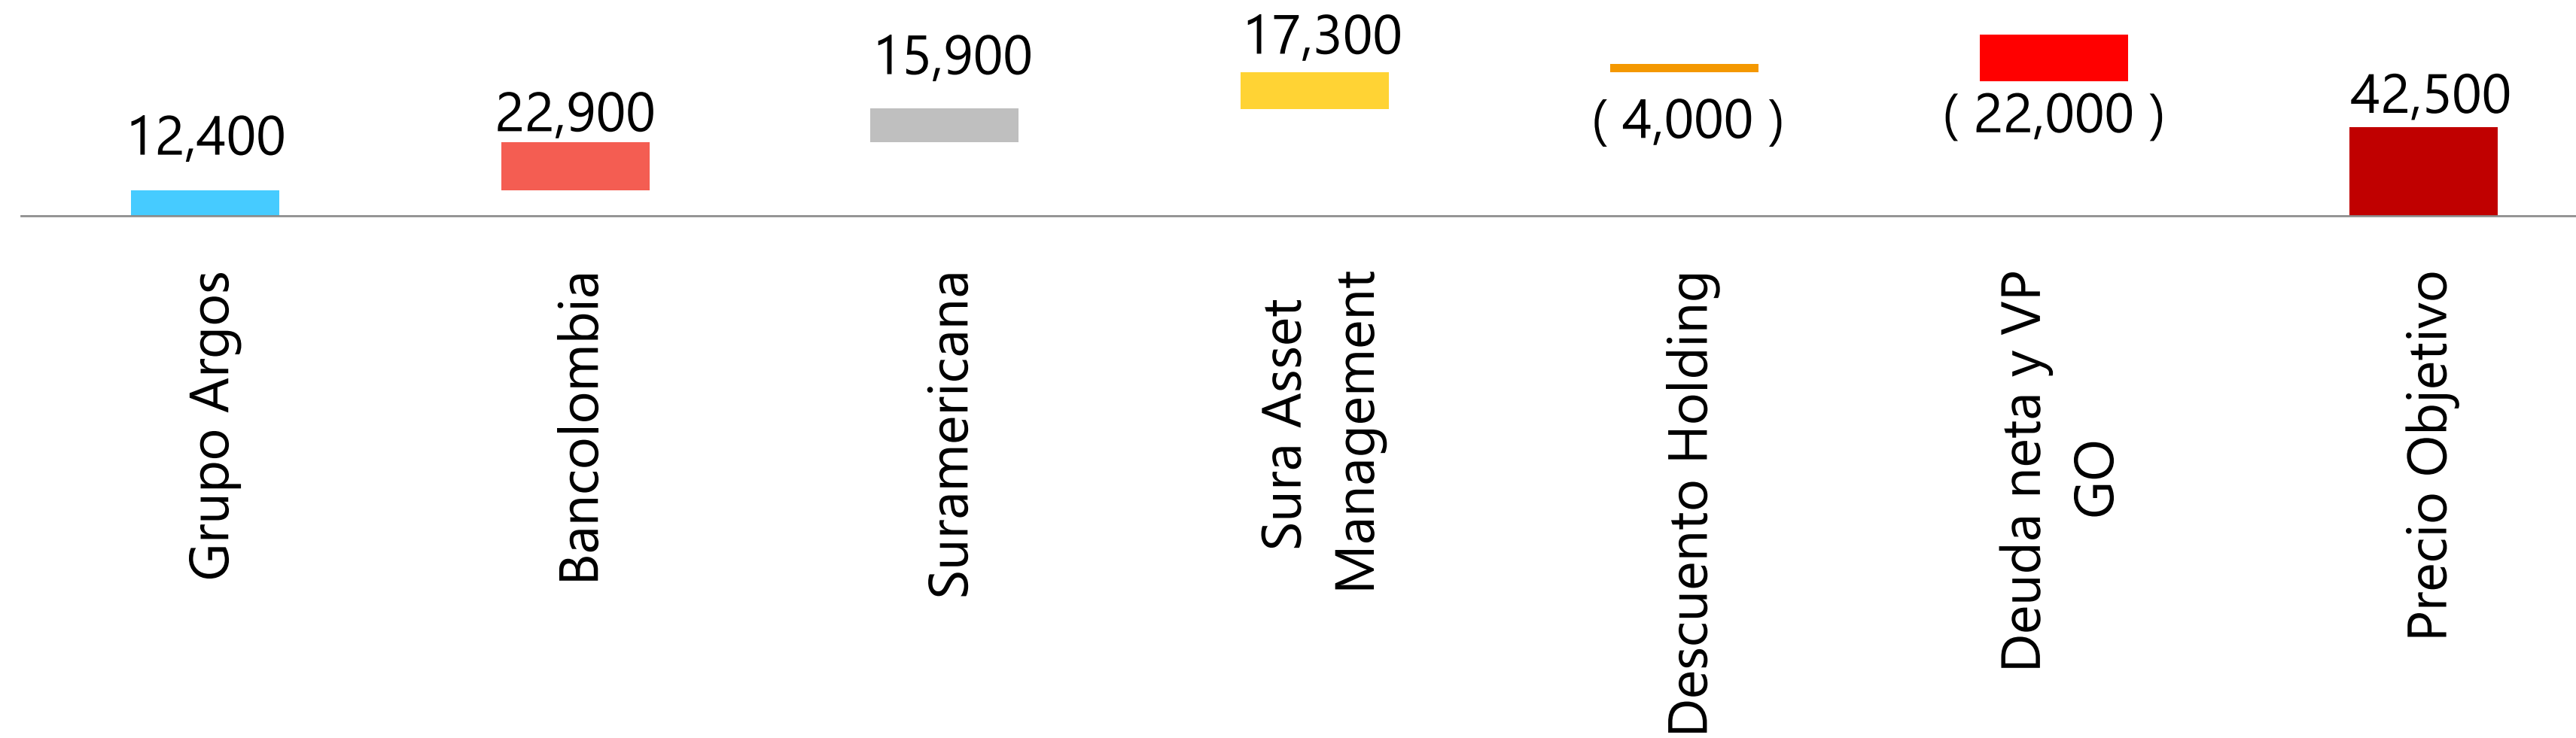 12,400
22,900
15,900
17,300
( 4,000 )
( 22,000 )
42,500
Grupo Argos
Bancolombia
Suramericana
Sura Asset
Management
Descuento Holding
Deuda neta y VP
GO
Precio Objetivo